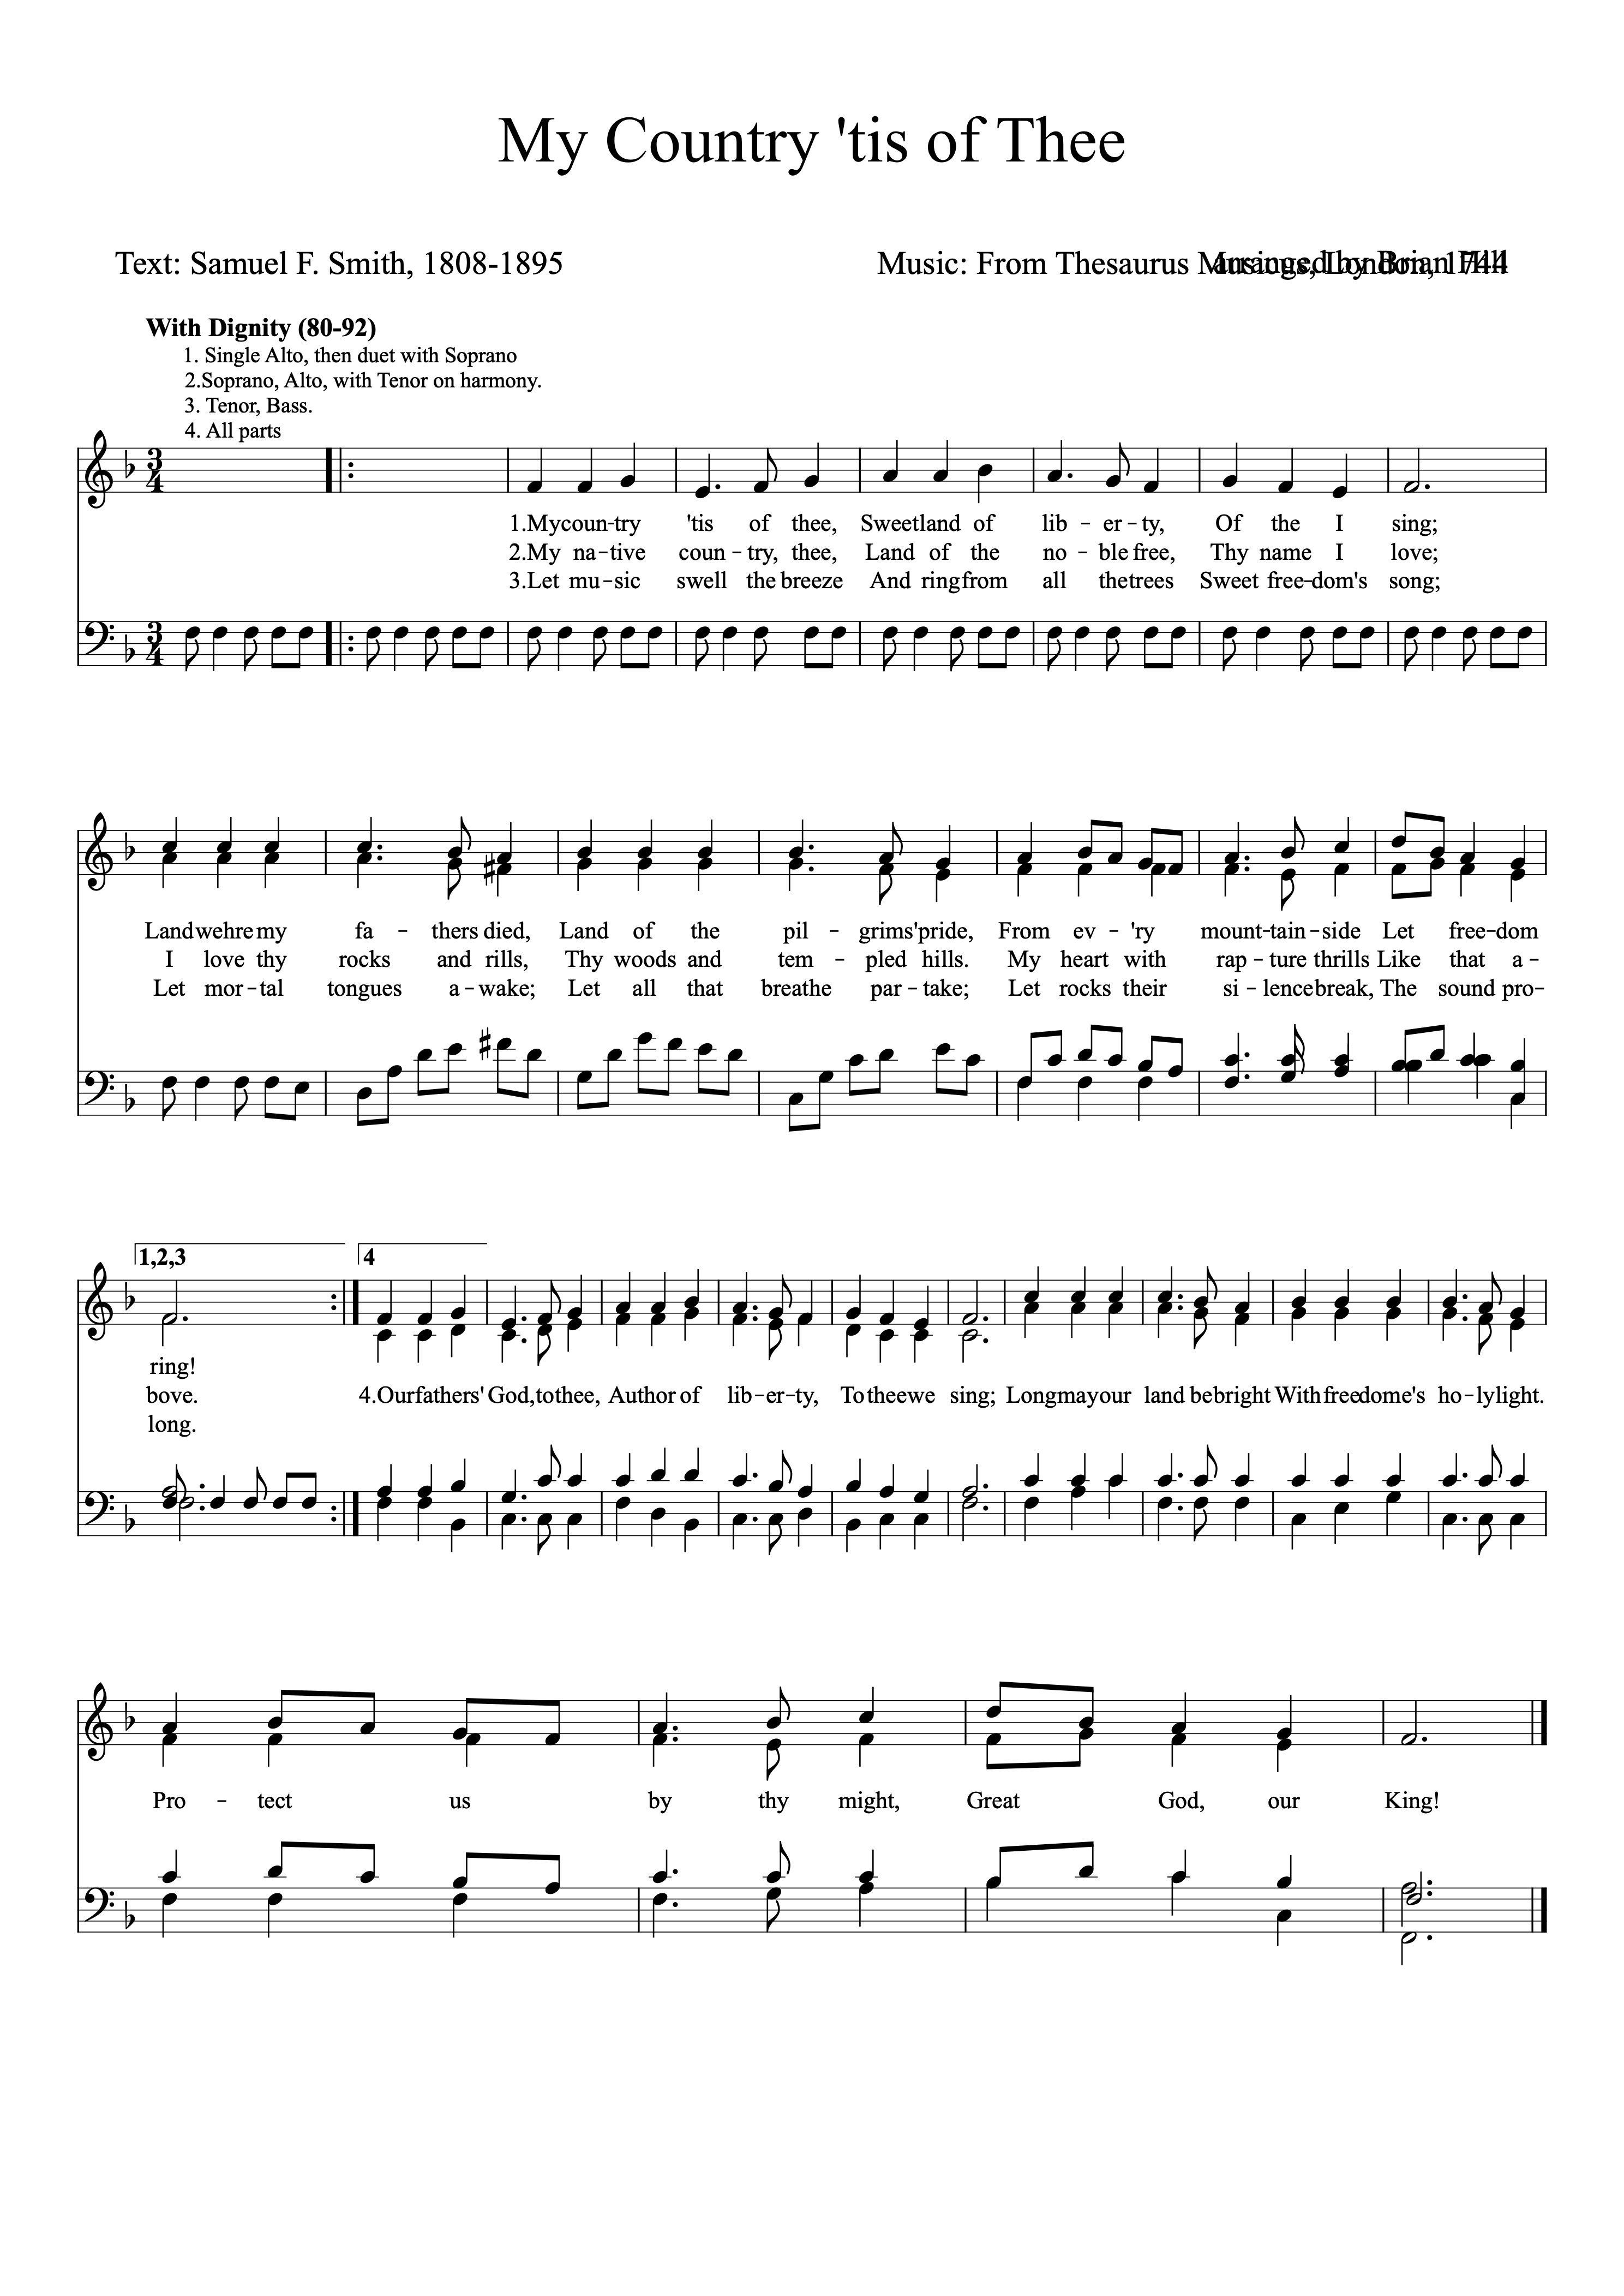 My Country 'tis of Thee
Text: Samuel F. Smith, 1808-1895
Music: From Thesaurus Musicus, London, 1744
arranged by Brian Hill
With Dignity (80-92)
1. Single Alto, then duet with Soprano
2.Soprano, Alto, with Tenor on harmony.
3. Tenor, Bass.
4. All parts
3 4
1.My coun-try 'tis of thee, Sweet land of lib-er-ty, Of the I sing;
2.My na-tive coun-try, thee, Land of the no-ble free, Thy name I love;
3.Let mu-sic swell the breeze And ring from all the trees Sweet free-dom's song;
3 4
Land wehre my fa-thers died, Land of the pil-grims' pride, From ev-'ry mount-tain-side Let free-dom
I love thy rocks and rills, Thy woods and tem-pled hills. My heart with rap-ture thrills Like that a-
Let mor-tal tongues a-wake; Let all that breathe par-take; Let rocks their si-lence break, The sound pro-
1,2,3 4
ring!
bove. 4.Our fathers' God, to thee, Author of lib-er-ty, To thee we sing; Long may our land be bright With freedome's ho-ly light.
long.
Pro-tect us by thy might, Great God, our King!